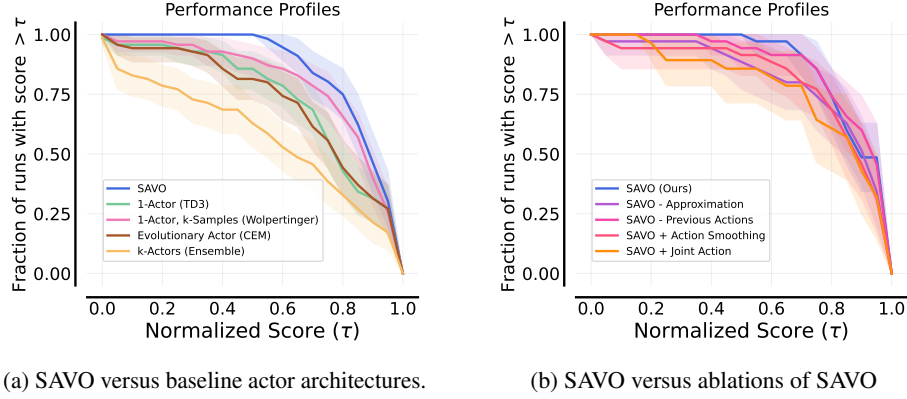 Performance Profiles
Fraction of runs with score > τ
1.00
0.75
0.50
0.25
0.00
SAVO
1-Actor (TD3)
1-Actor, k-Samples (Wolpertinger)
Evolutionary Actor (CEM)
k-Actors (Ensemble)
0.0 0.2 0.4 0.6 0.8 1.0
Normalized Score (τ)
(a) SAVO versus baseline actor architectures.
Performance Profiles
Fraction of runs with score > τ
1.00
0.75
0.50
0.25
0.00
SAVO (Ours)
SAVO - Approximation
SAVO - Previous Actions
SAVO + Action Smoothing
SAVO + Joint Action
0.0 0.2 0.4 0.6 0.8 1.0
Normalized Score (τ)
(b) SAVO versus ablations of SAVO